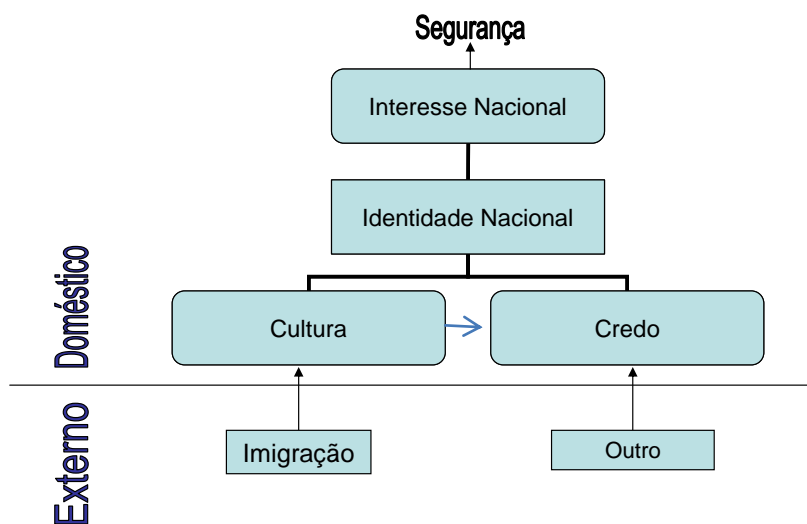 Segurança
Interesse Nacional
Identidade Nacional
Doméstico
Cultura
Credo
Externo
Imigração
Outro